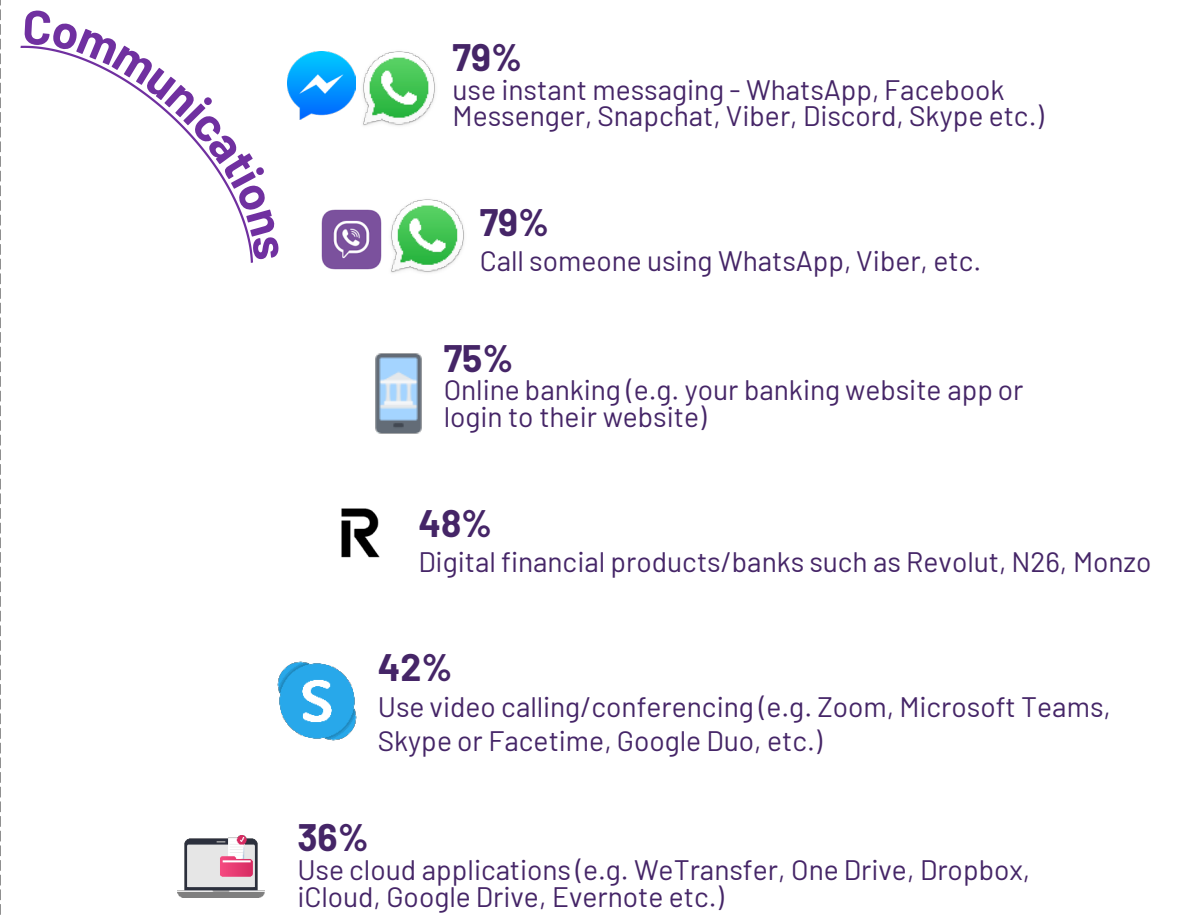 Communications
79%
use instant messaging - WhatsApp, Facebook
Messenger, Snapchat, Viber, Discord, Skype etc.)
79%
Call someone using WhatsApp, Viber, etc.
75%
Online banking (e.g. your banking website app or
login to their website)
R
48%
Digital financial products/banks such as Revolut, N26, Monzo
S
42%
Use video calling/conferencing (e.g. Zoom, Microsoft Teams,
Skype or Facetime, Google Duo, etc.)
36%
Use cloud applications (e.g. WeTransfer, One Drive, Dropbox,
iCloud, Google Drive, Evernote etc.)